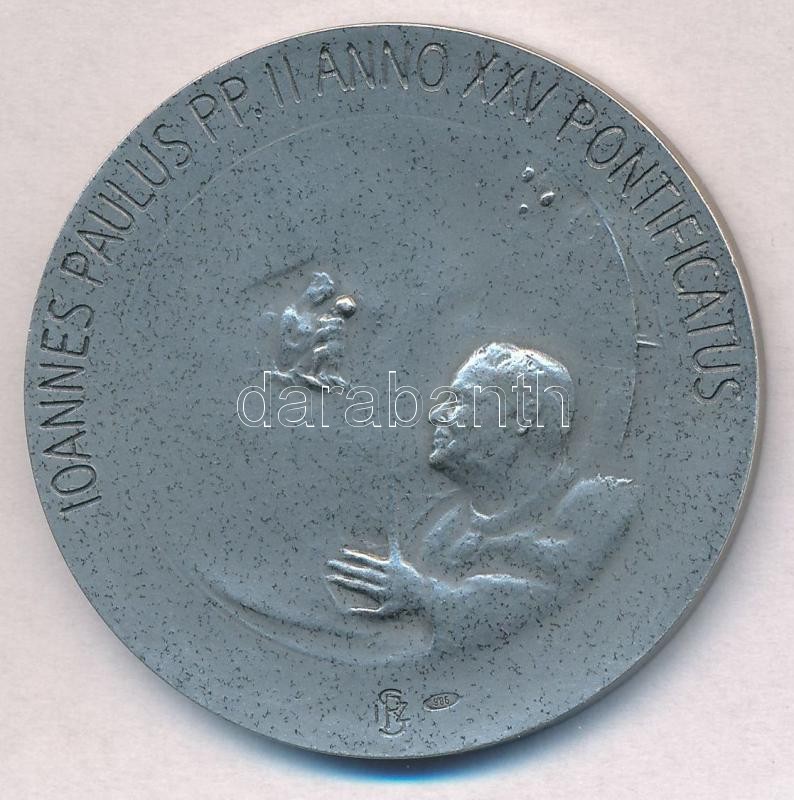 IOANNES PAULUS PP. II ANNO XXV PONTIFICATUS
darabanth